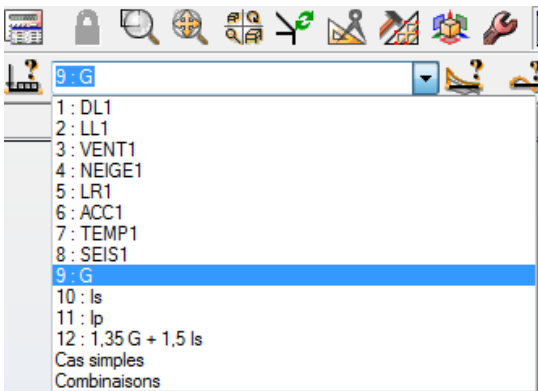 9 : G
1 : DL1
2 : LL1
3 : VENT1
4 : NEIGE1
5 : LR1
6 : ACC1
7 : TEMP1
8 : SEIS1
9 : G
10 : Is
11 : Ip
12 : 1,35 G + 1,5 Is
Cas simples
Combinaisons